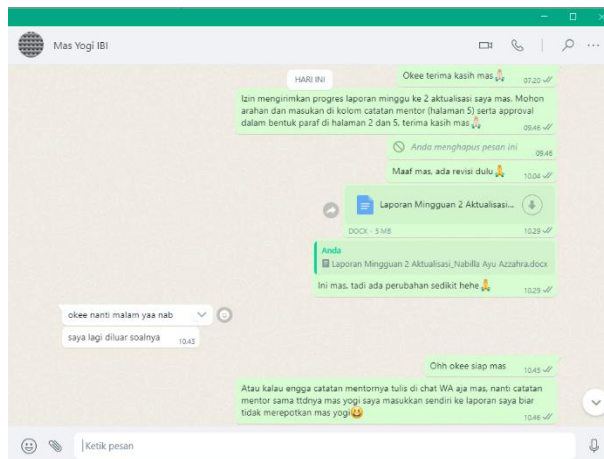 Mas Yogi IBI
Okee terima kasih mas🙏
07.20
HARI INI
Izin mengirimkan progres laporan minggu ke 2 aktualisasi saya mas. Mohon
arahan dan masukan di kolom catatan mentor (halaman 5) serta approval
dalam bentuk paraf di halaman 2 dan 5, terima kasih mas🙏
09.46
Anda menghapus pesan ini
09.46
Maaf mas, ada revisi dulu🙏
10.04
Laporan Mingguan 2 Aktualisasi...
DOCX • 5 MB
10.29
Anda
Laporan Mingguan 2 Aktualisasi_Nabilla Ayu Azzahra.docx
Ini mas, tadi ada perubahan sedikit hehe🙏
10.29
okee nanti malam yaa nab
saya lagi diluar soalnya
10.43
Ohh okee siap mas
10.45
Atau kalau engga catatan mentornya tulis di chat WA aja mas, nanti catatan
mentor sama ttdnya mas yogi saya masukkan sendiri ke laporan saya biar
tidak merepotkan mas yogi😃
10.46
Ketik pesan